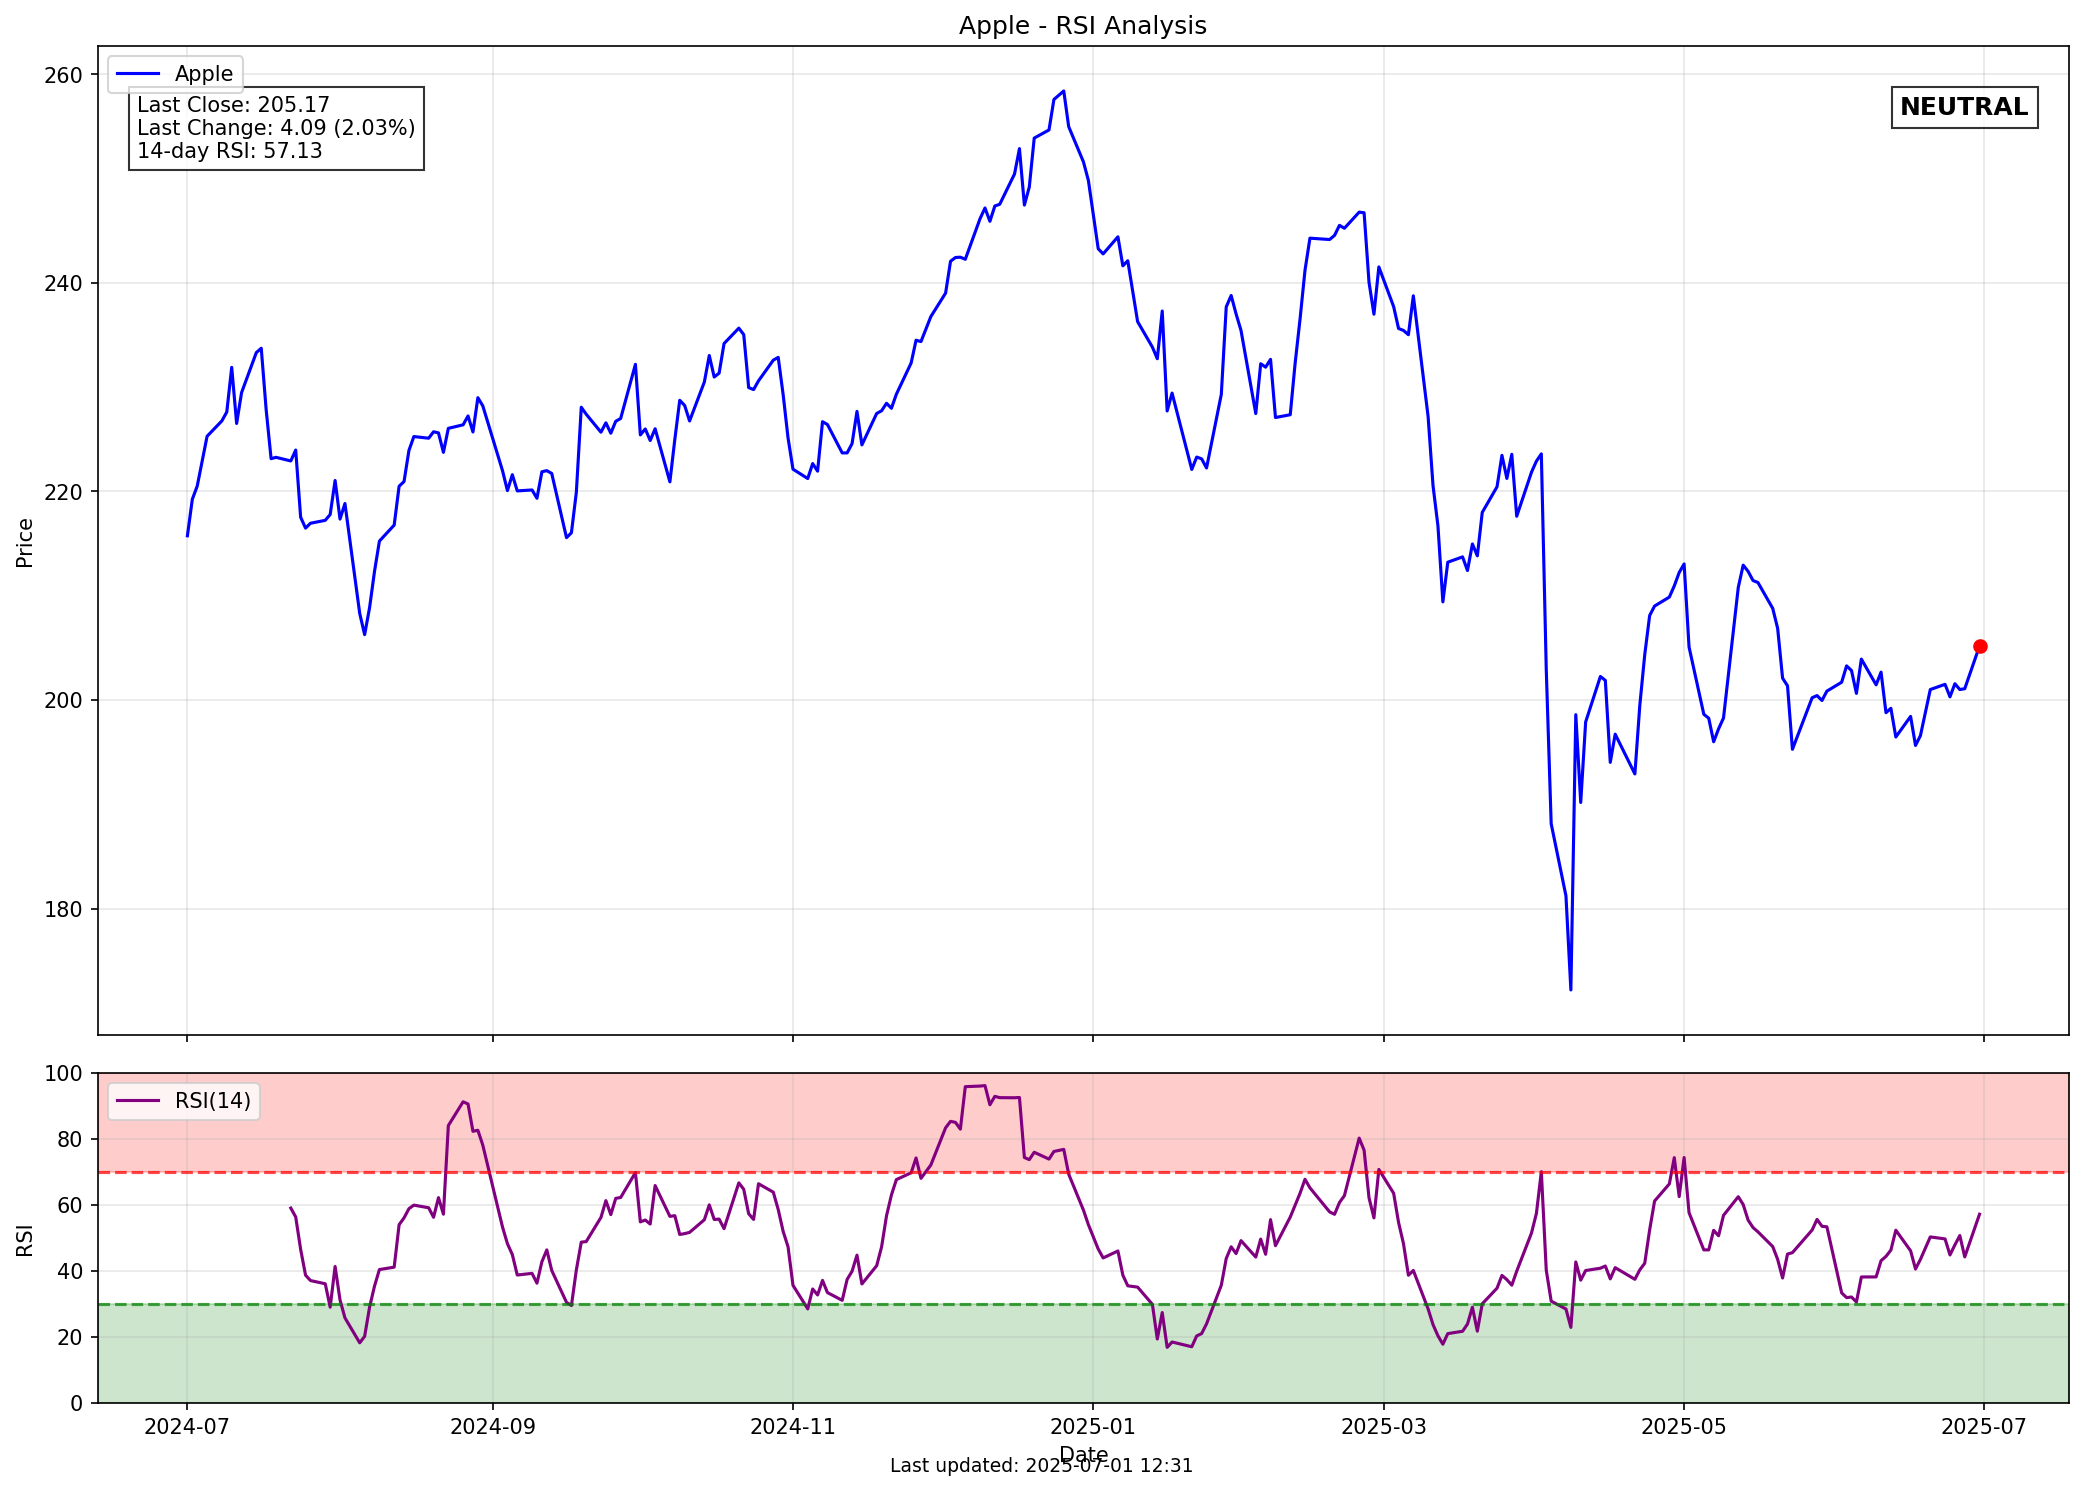 Apple - RSI Analysis
Apple
Last Close: 205.17
Last Change: 4.09 (2.03%)
14-day RSI: 57.13
NEUTRAL
260
240
220
200
180
Price
RSI(14)
100
80
60
40
20
0
RSI
2024-07
2024-09
2024-11
2025-01
2025-03
2025-05
2025-07
Date
Last updated: 2025-07-01 12:31